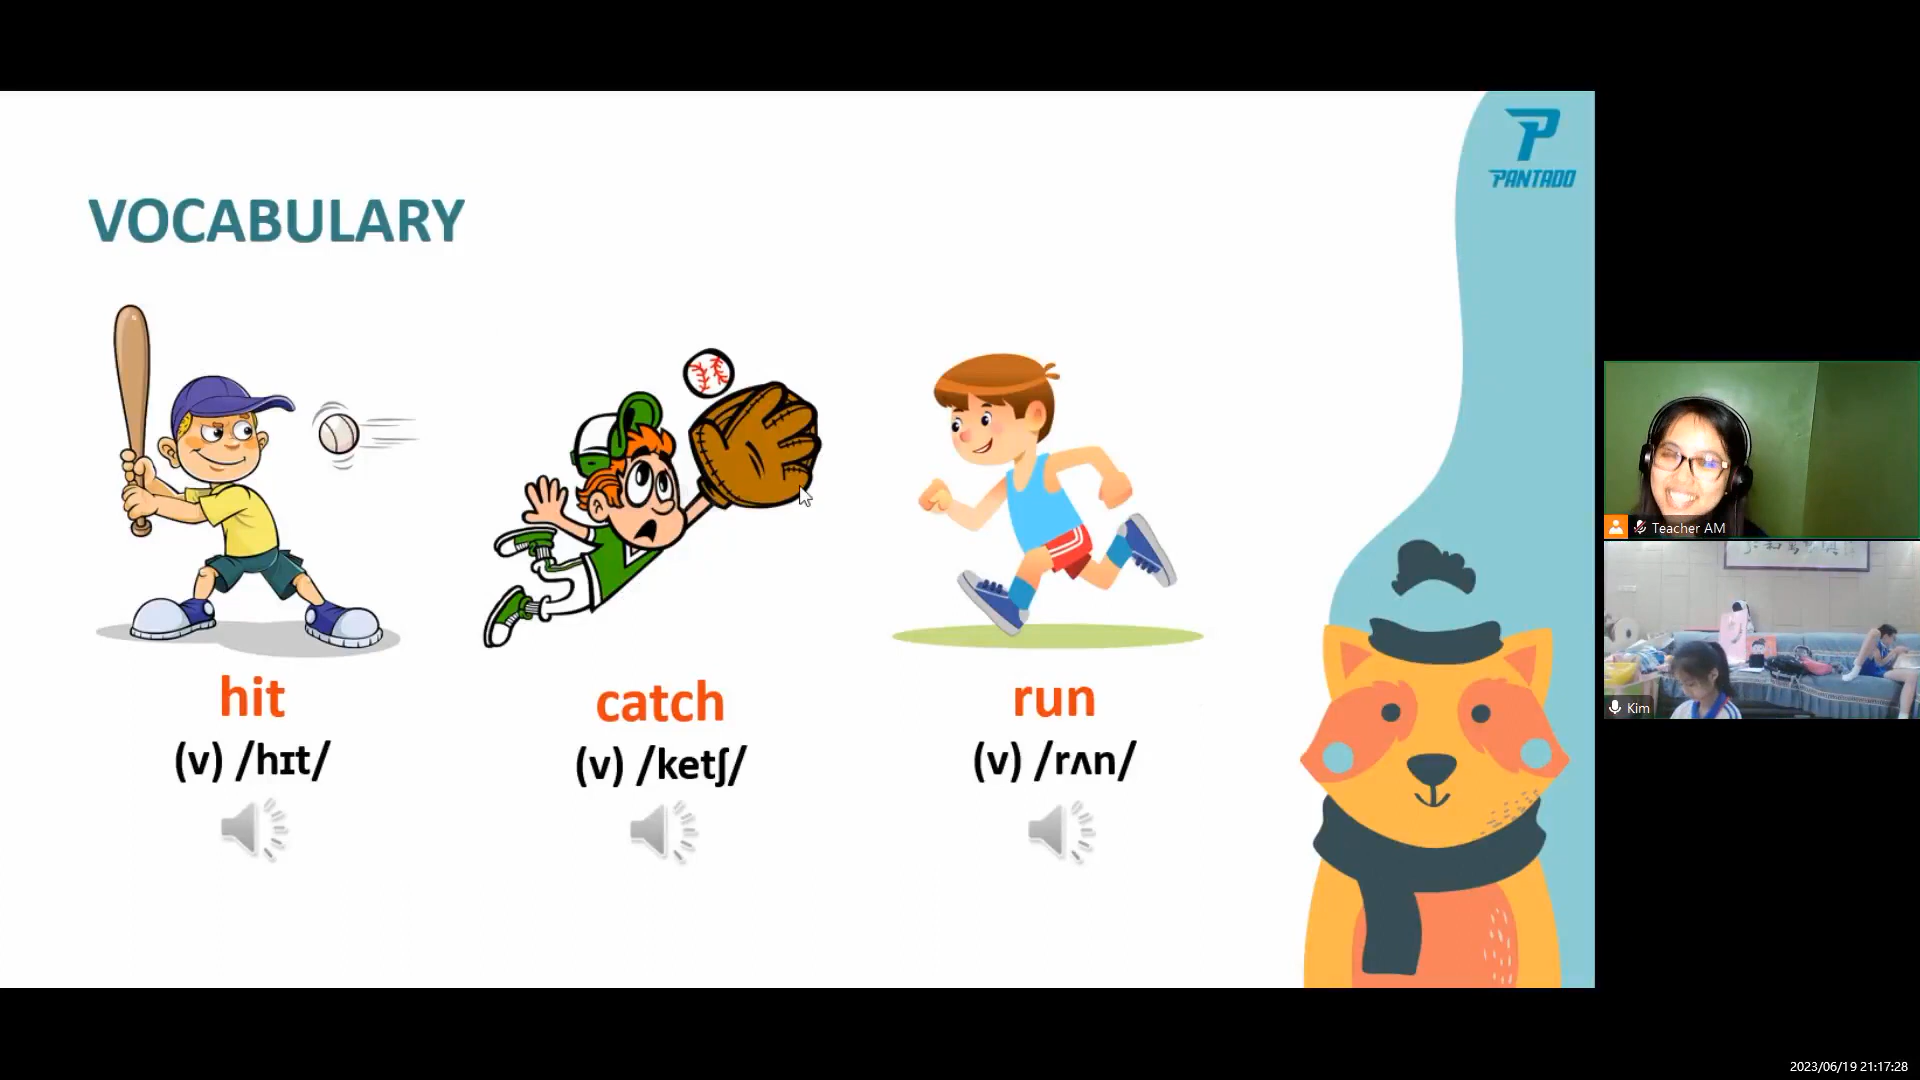 PANTADO
VOCABULARY
hit
(v) /hɪt/
catch
(v) /ketʃ/
run
(v) /rʌn/
Teacher AM
Kim
2023/06/19 21:17:28